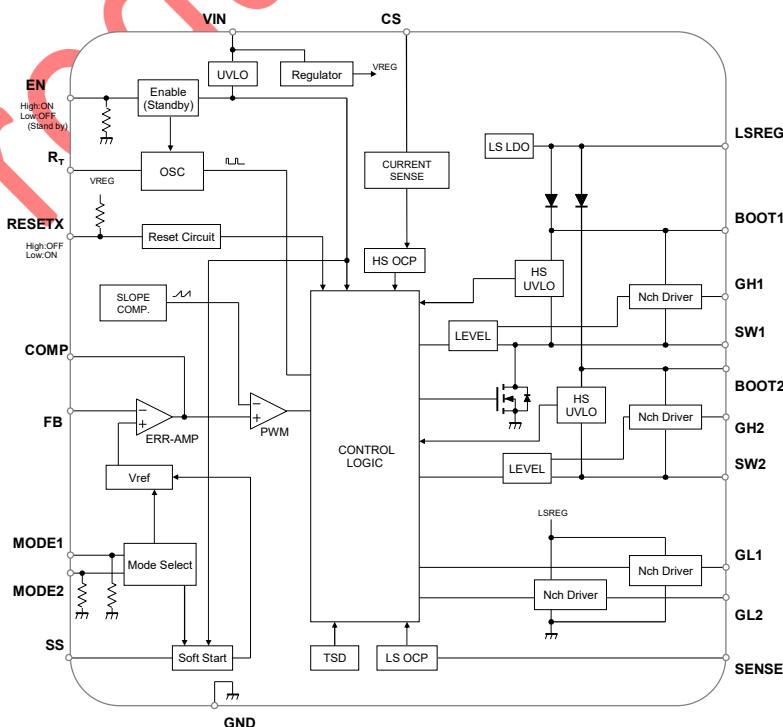 VIN
CS
UVLO
Regulator
VREG
EN
High:ON
Low:OFF
(Stand by)
Enable
(Standby)
LSREG
LS LDO
RT
OSC
CURRENT
SENSE
VREG
RESETX
High:OFF
Low:ON
Reset Circuit
BOOT1
HS OCP
HS
UVLO
GH1
Nch Driver
SLOPE
COMP.
LEVEL
SW1
COMP
BOOT2
FB
ERR-AMP
PWM
HS
UVLO
Nch Driver
GH2
CONTROL
LOGIC
Vref
LEVEL
SW2
LSREG
MODE1
Mode Select
MODE2
GL1
Nch Driver
Nch Driver
GL2
SS
Soft Start
TSD
LS OCP
SENSE
GND